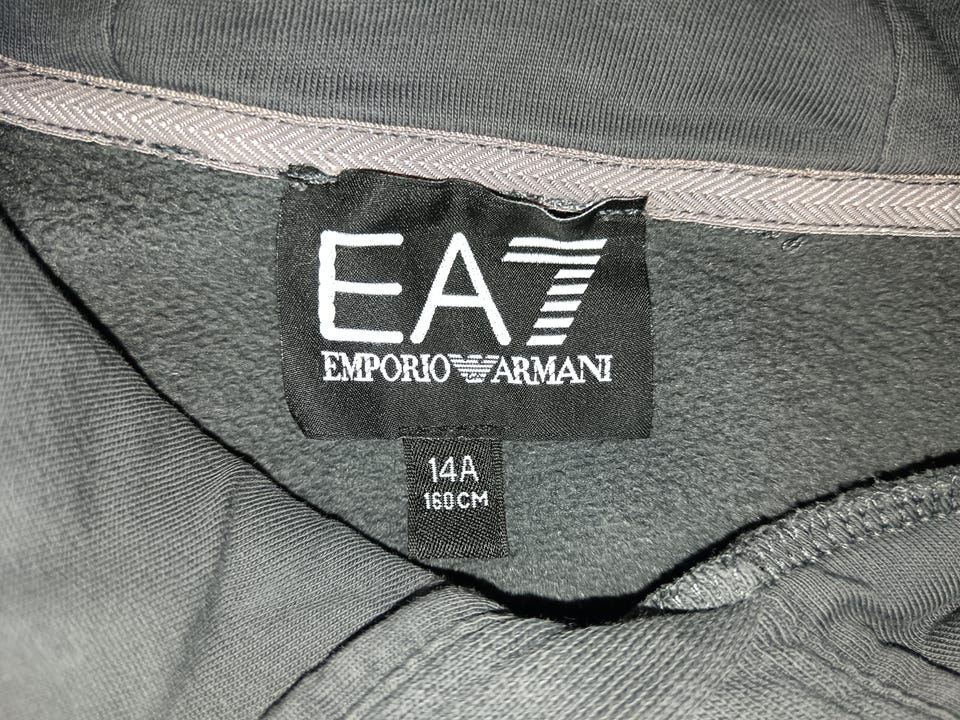 EA7
EMPORIO ARMANI
14A
160CM